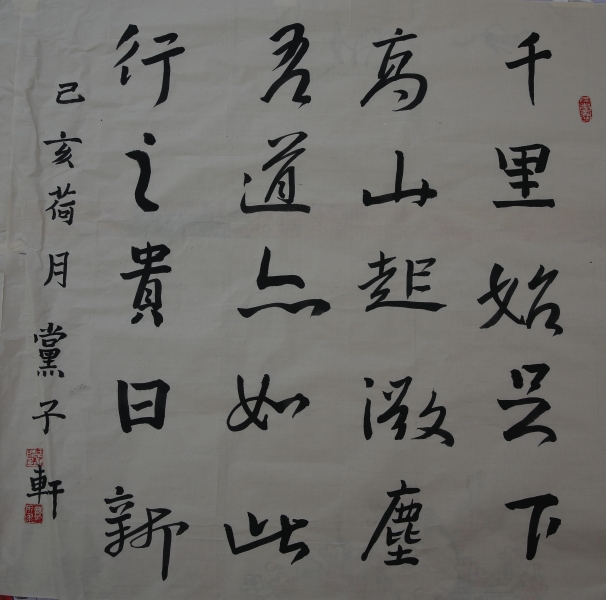 千里始足下
高山起微塵
吾道亦如此
行之貴日新
己亥荷月黨子軒